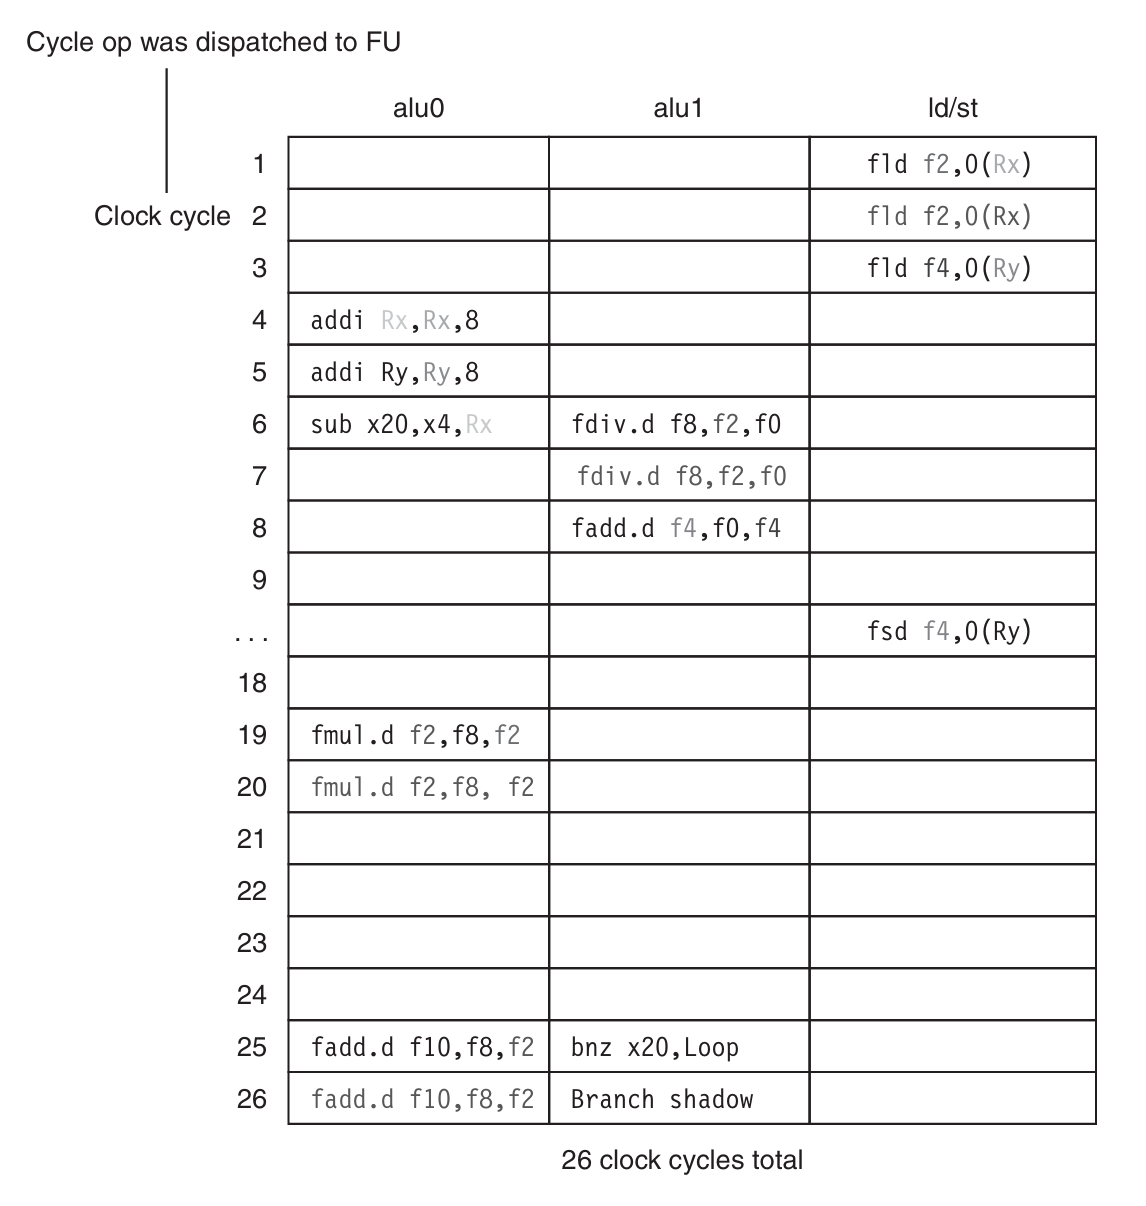 Cycle op was dispatched to FU
alu0 alu1 ld/st
1 fld f2,0(Rx)
Clock cycle 2 fld f2,0(Rx)
3 fld f4,0(Ry)
4 addi Rx,Rx,8
5 addi Ry,Ry,8
6 sub x20,x4,Rx fdiv.d f8,f2,f0
7 fdiv.d f8,f2,f0
8 fadd.d f4,f0,f4
9
... fsd f4,0(Ry)
18
19 fmul.d f2,f8,f2
20 fmul.d f2,f8, f2
21
22
23
24
25 fadd.d f10,f8,f2 bnz x20,Loop
26 fadd.d f10,f8,f2 Branch shadow
26 clock cycles total